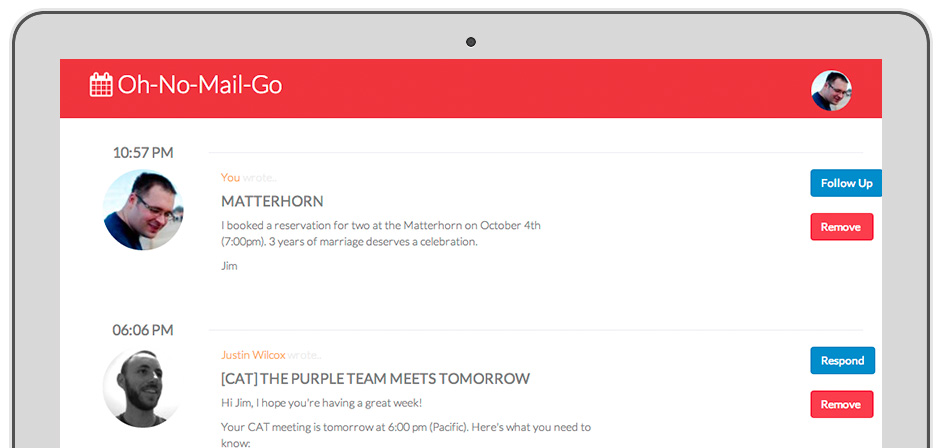 Oh-No-Mail-Go
10:57 PM
You wrote..
Follow Up
MATTERHORN
Remove
I booked a reservation for two at the Matterhorn on October 4th
(7:00pm). 3 years of marriage deserves a celebration.
Jim
06:06 PM
Justin Wilcox wrote..
Respond
[CAT] THE PURPLE TEAM MEETS TOMORROW
Hi Jim, I hope you're having a great week!
Remove
Your CAT meeting is tomorrow at 6:00 pm (Pacific). Here's what you need to
know: